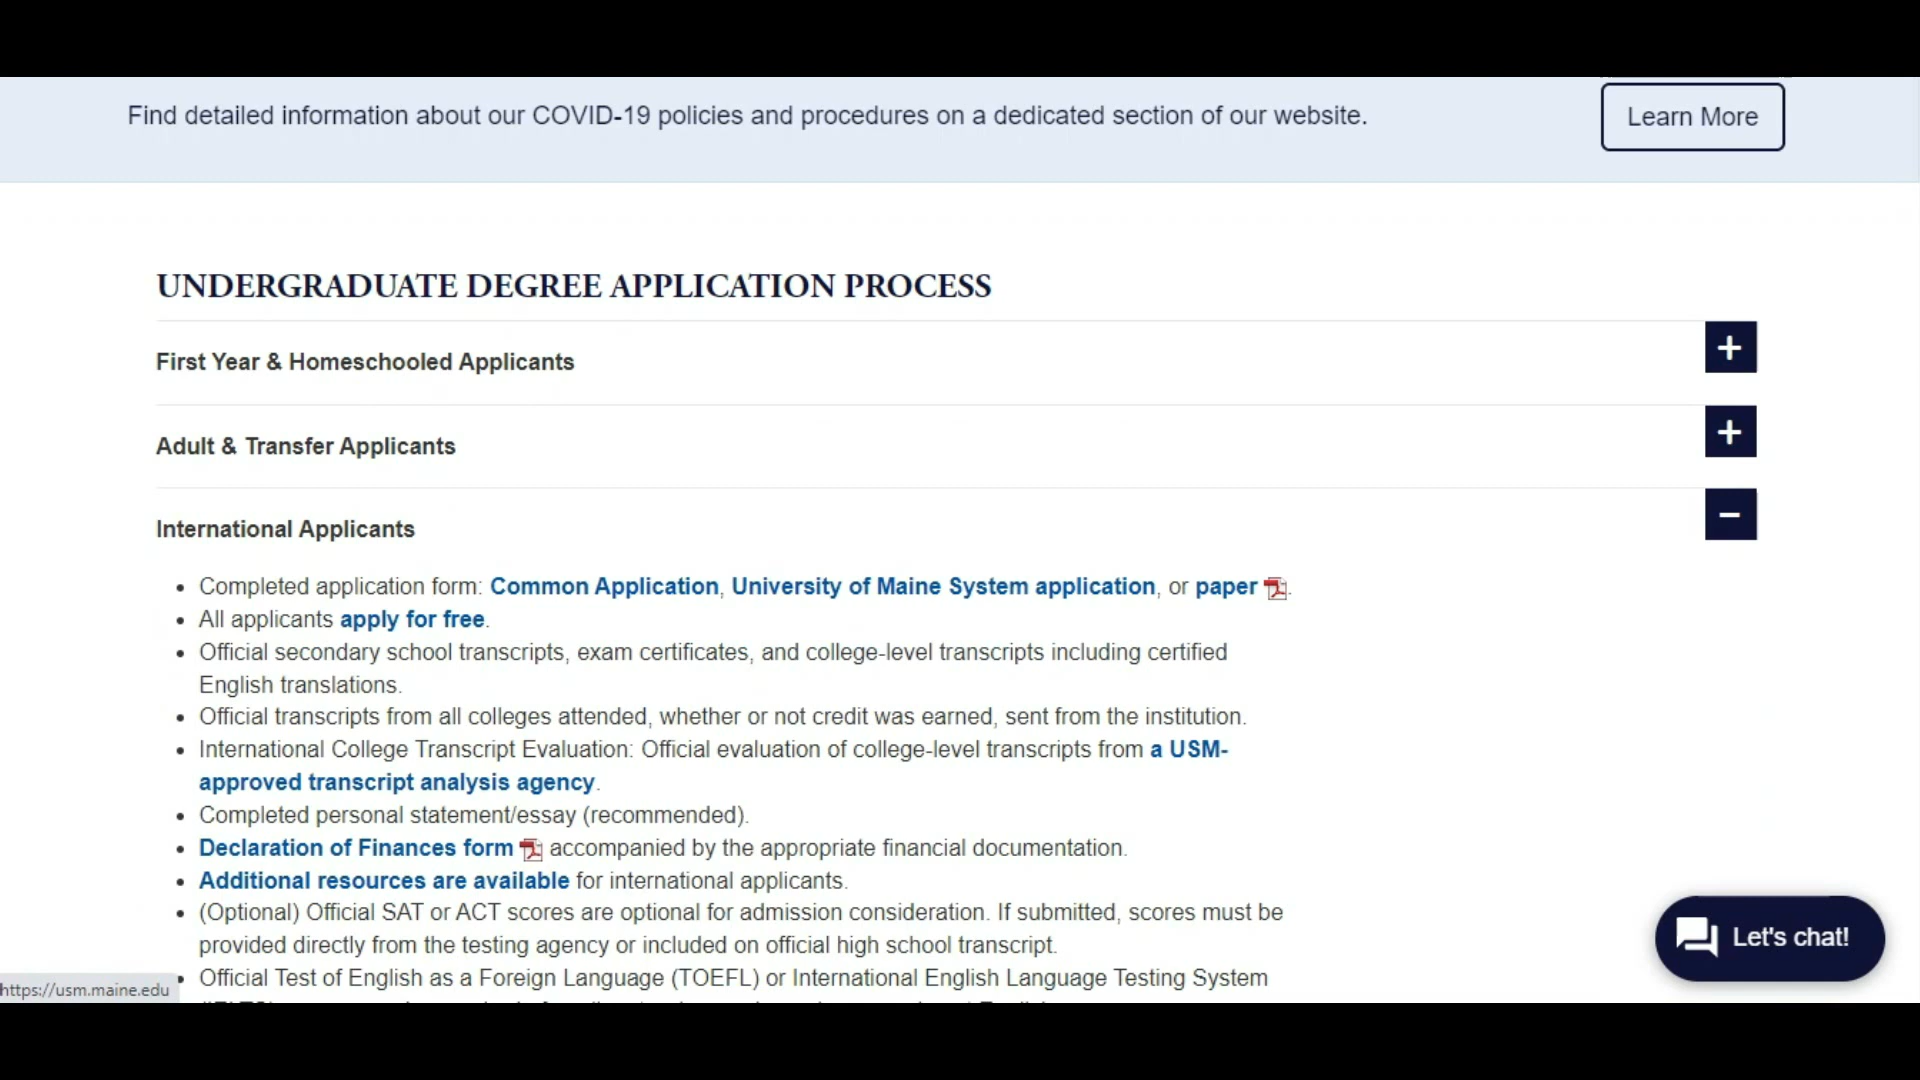 Find detailed information about our COVID-19 policies and procedures on a dedicated section of our website.
Learn More
UNDERGRADUATE DEGREE APPLICATION PROCESS
First Year & Homeschooled Applicants
+
Adult & Transfer Applicants
+
International Applicants
−
• Completed application form: Common Application, University of Maine System application, or paper .
• All applicants apply for free.
• Official secondary school transcripts, exam certificates, and college-level transcripts including certified
English translations.
• Official transcripts from all colleges attended, whether or not credit was earned, sent from the institution.
• International College Transcript Evaluation: Official evaluation of college-level transcripts from a USM-
approved transcript analysis agency.
• Completed personal statement/essay (recommended).
• Declaration of Finances form accompanied by the appropriate financial documentation.
• Additional resources are available for international applicants.
• (Optional) Official SAT or ACT scores are optional for admission consideration. If submitted, scores must be
provided directly from the testing agency or included on official high school transcript.
• Official Test of English as a Foreign Language (TOEFL) or International English Language Testing System
Let's chat!
https://usm.maine.edu